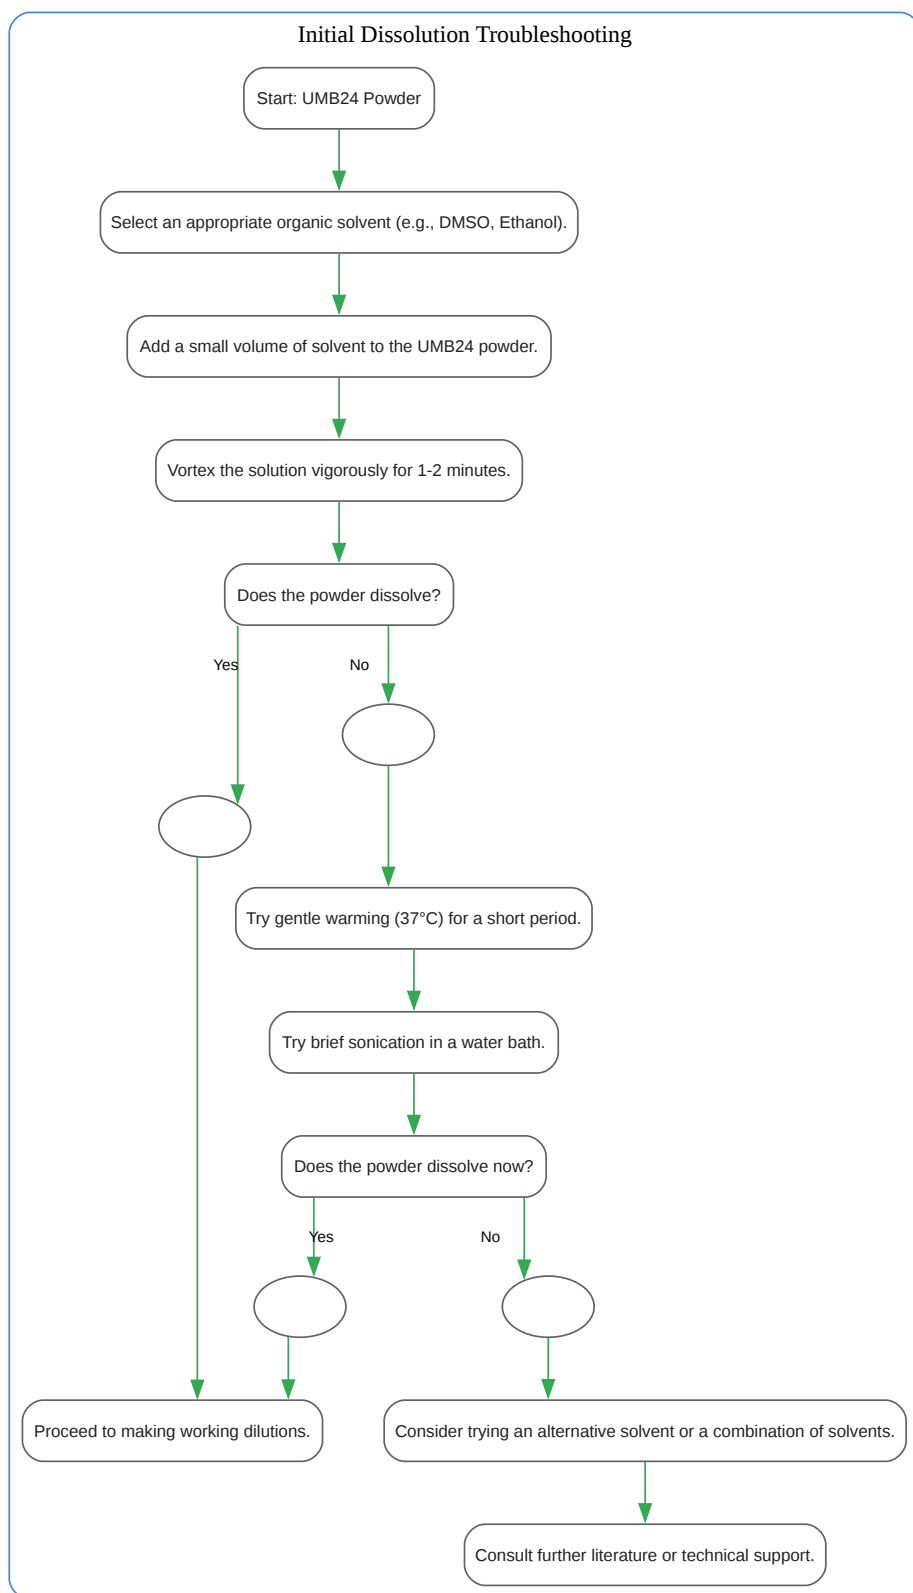 Initial Dissolution Troubleshooting
Start: UMB24 Powder
Select an appropriate organic solvent (e.g., DMSO, Ethanol).
Add a small volume of solvent to the UMB24 powder.
Vortex the solution vigorously for 1-2 minutes.
Does the powder dissolve?
Yes
No
Try gentle warming (37°C) for a short period.
Try brief sonication in a water bath.
Does the powder dissolve now?
Yes
No
Proceed to making working dilutions.
Consider trying an alternative solvent or a combination of solvents.
Consult further literature or technical support.